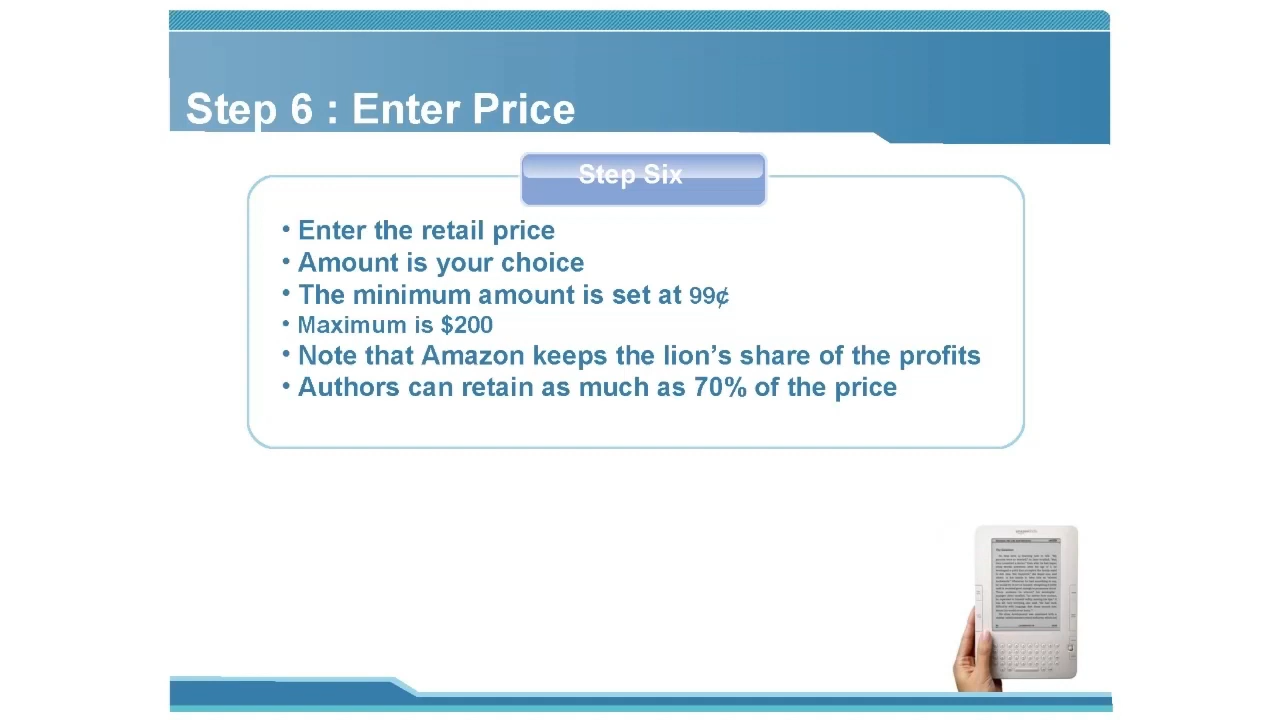 Step 6 : Enter Price
Step Six
• Enter the retail price
• Amount is your choice
• The minimum amount is set at 99¢
• Maximum is $200
• Note that Amazon keeps the lion’s share of the profits
• Authors can retain as much as 70% of the price